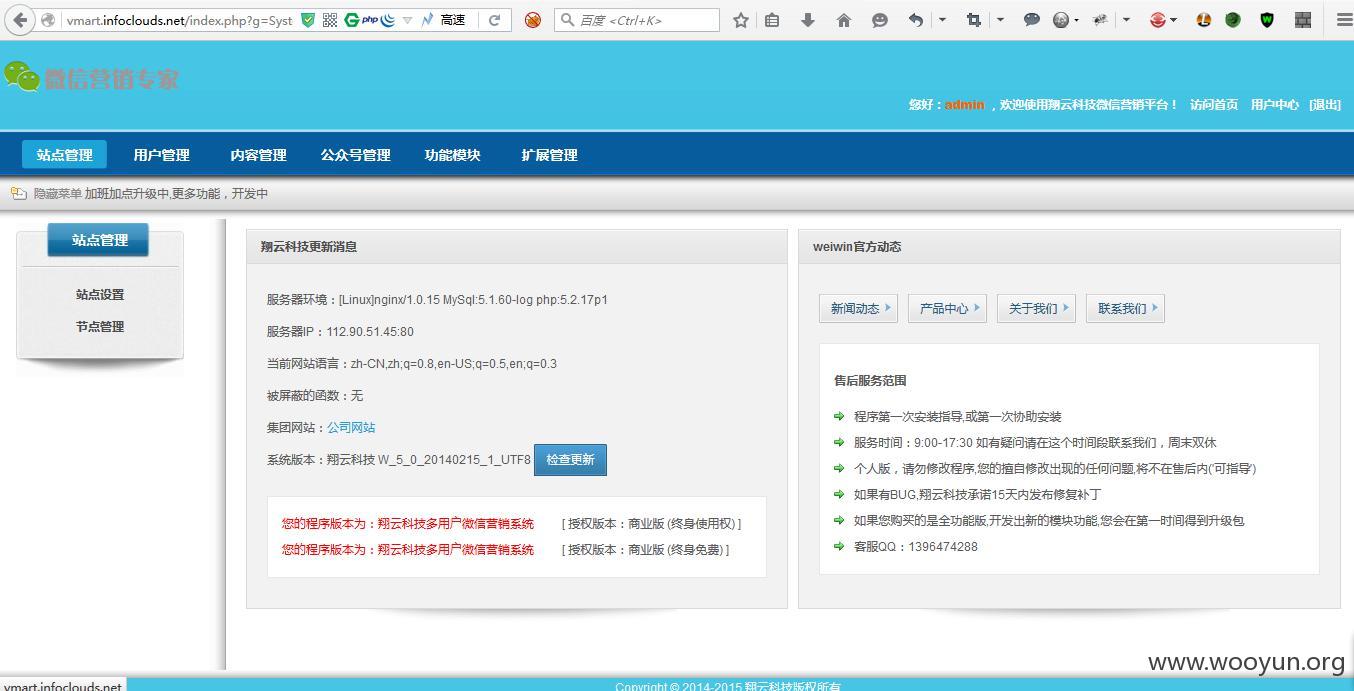 vmart.infoclouds.net/index.php?g=Syst
php
高速
百度 <Ctrl+K>
微信营销专家
您好：admin ，欢迎使用翔云科技微信营销平台！ 访问首页 用户中心 [退出]
站点管理 用户管理 内容管理 公众号管理 功能模块 扩展管理
隐藏菜单 加班加点升级中,更多功能，开发中
站点管理
站点设置
节点管理
翔云科技更新消息
服务器环境：[Linux]nginx/1.0.15 MySql:5.1.60-log php:5.2.17p1
服务器IP：112.90.51.45:80
当前网站语言：zh-CN,zh;q=0.8,en-US;q=0.5,en;q=0.3
被屏蔽的函数：无
集团网站：公司网站
系统版本：翔云科技 W_5_0_20140215_1_UTF8 检查更新
您的程序版本为：翔云科技多用户微信营销系统 [ 授权版本：商业版 (终身使用权) ]
您的程序版本为：翔云科技多用户微信营销系统 [ 授权版本：商业版 (终身免费) ]
weiwin官方动态
新闻动态 产品中心 关于我们 联系我们
售后服务范围
程序第一次安装指导,或第一次协助安装
服务时间：9:00-17:30 如有疑问请在这个时间段联系我们，周末双休
个人版，请勿修改程序,您的擅自修改出现的任何问题,将不在售后内('可指导')
如果有BUG,翔云科技承诺15天内发布修复补丁
如果您购买的是全功能版,开发出新的模块功能,您会在第一时间得到升级包
客服QQ：1396474288
www.wooyun.org
vmart.infoclouds.net
Copyright © 2014-2015 翔云科技版权所有